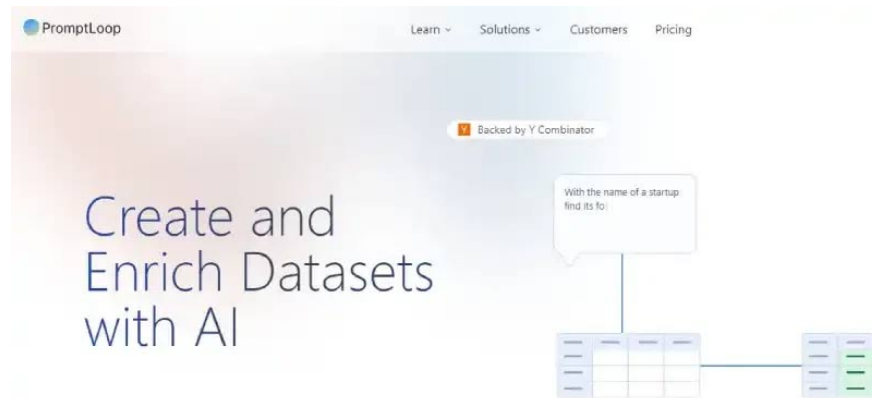 PromptLoop
Learn
Solutions
Customers
Pricing
Y
Backed by Y Combinator
With the name of a startup
find its fo
Create and
Enrich Datasets
with AI